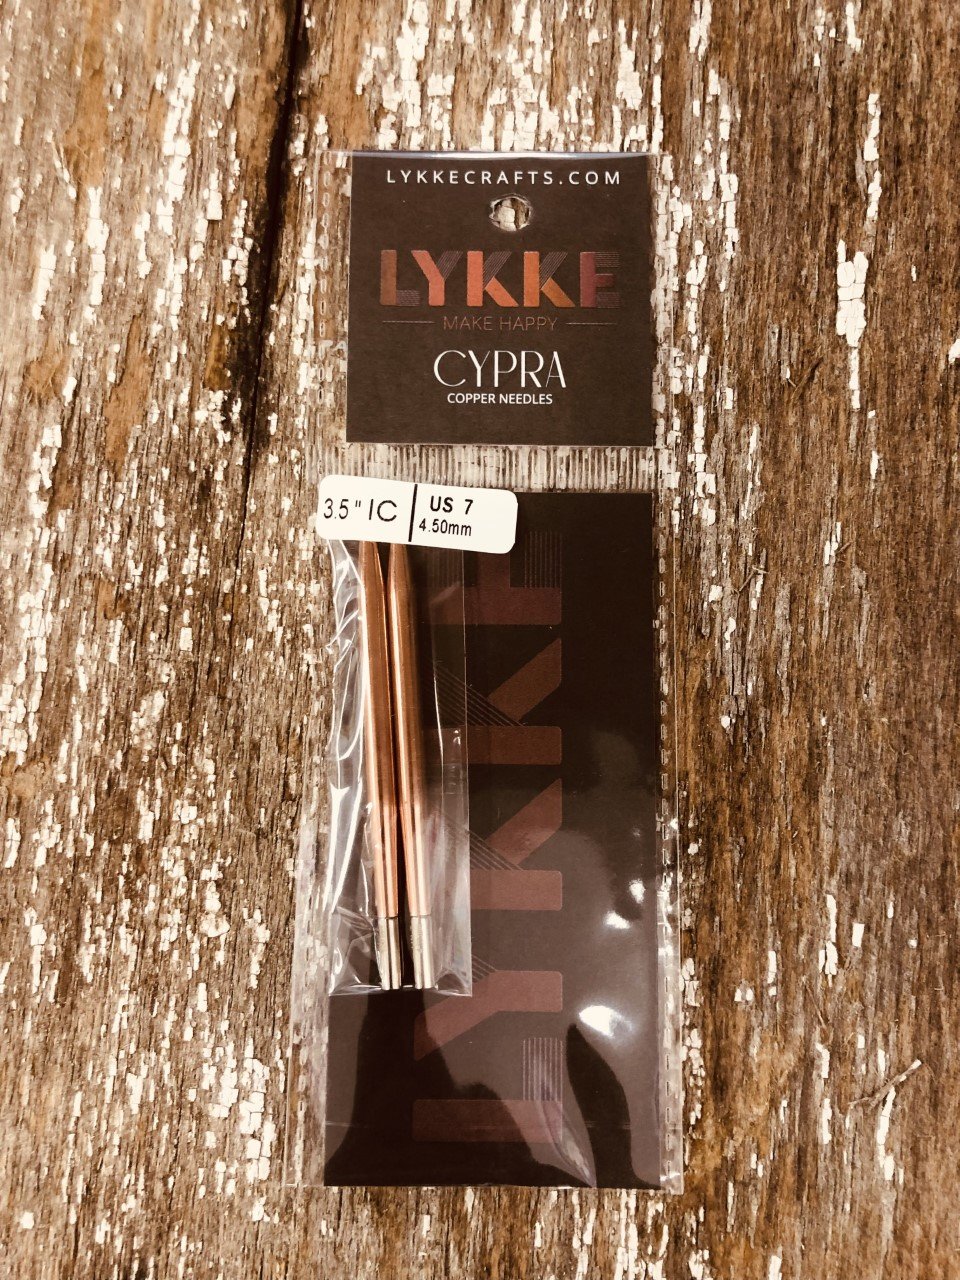 LYKKECRAFTS.COM
LYKKE
MAKE HAPPY
CYPRA
COPPER NEEDLES
3.5" IC
US 7
4.50mm
LYKKE